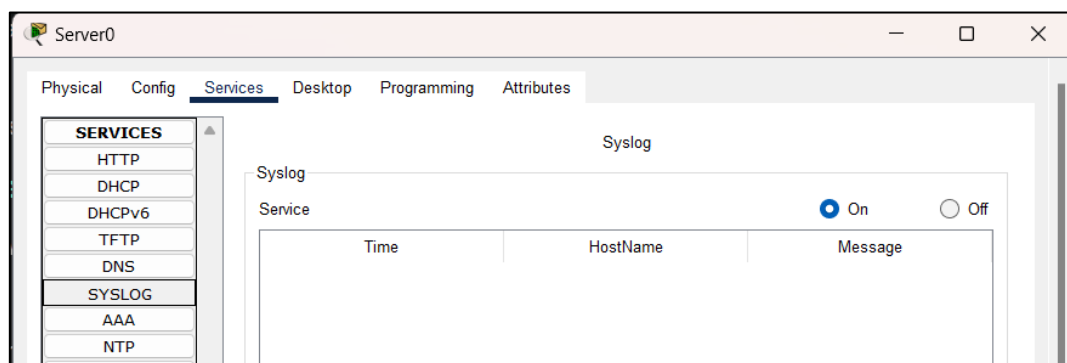 Server0
Physical Config Services Desktop Programming Attributes
SERVICES
HTTP
DHCP
DHCPv6
TFTP
DNS
SYSLOG
AAA
NTP
Syslog
Syslog
Service On Off
Time HostName Message